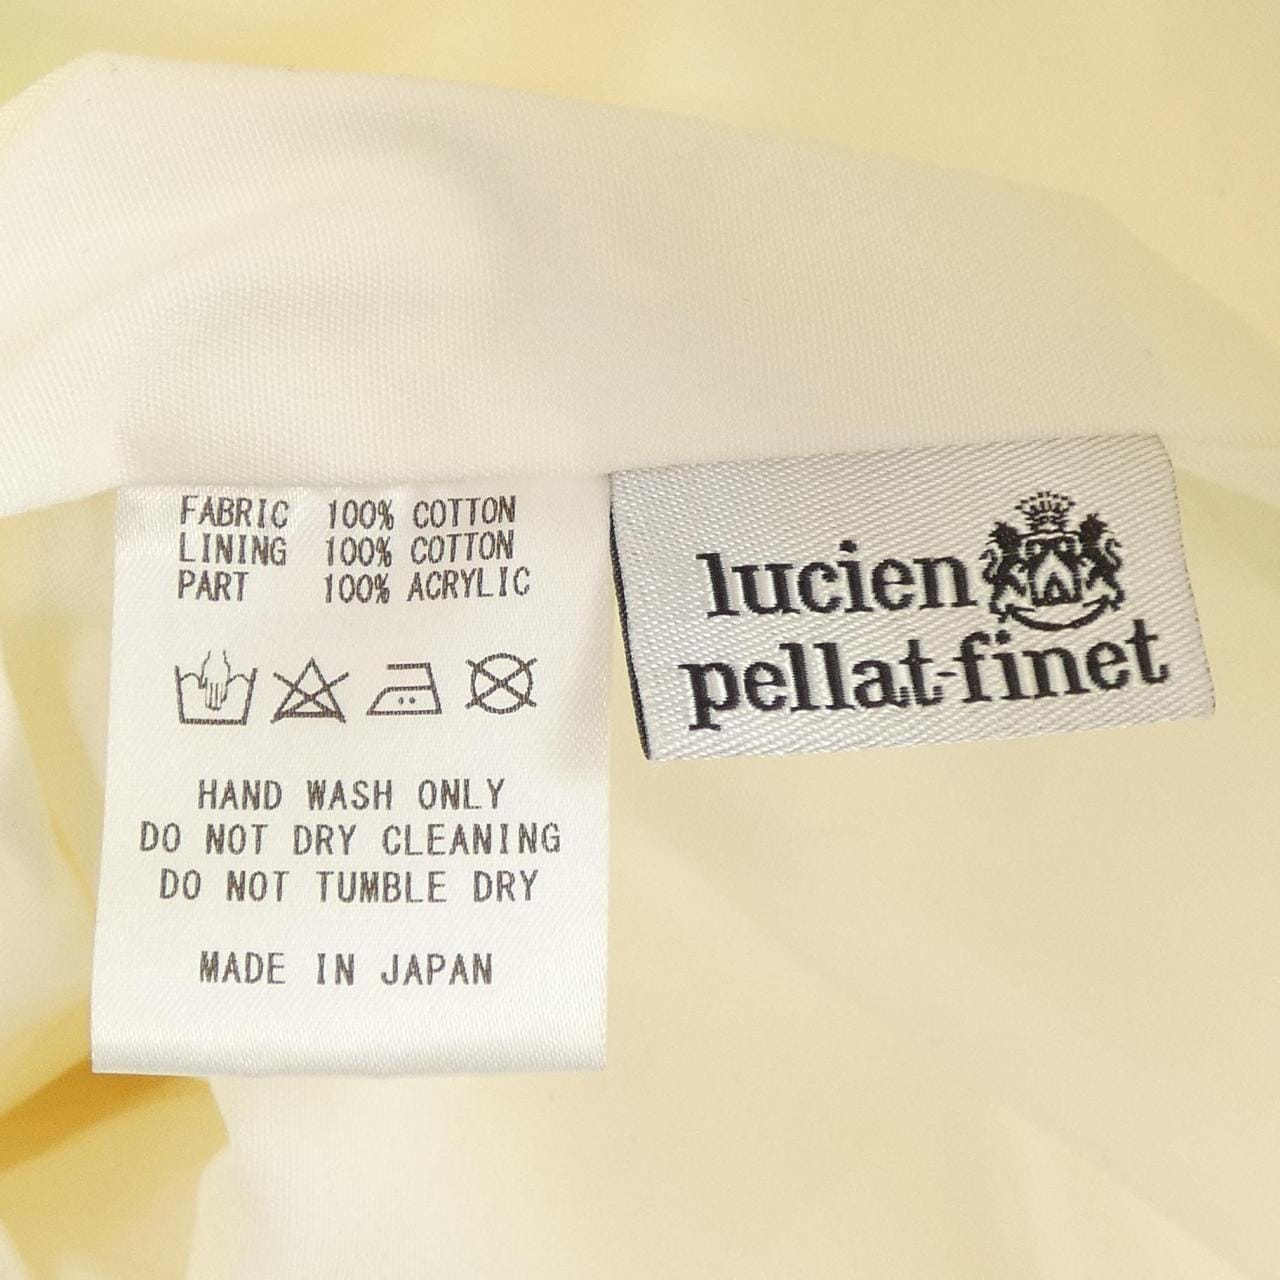 FABRIC 100% COTTON
LINING 100% COTTON
PART 100% ACRYLIC
HAND WASH ONLY
DO NOT DRY CLEANING
DO NOT TUMBLE DRY
MADE IN JAPAN
lucien
pellat-finet